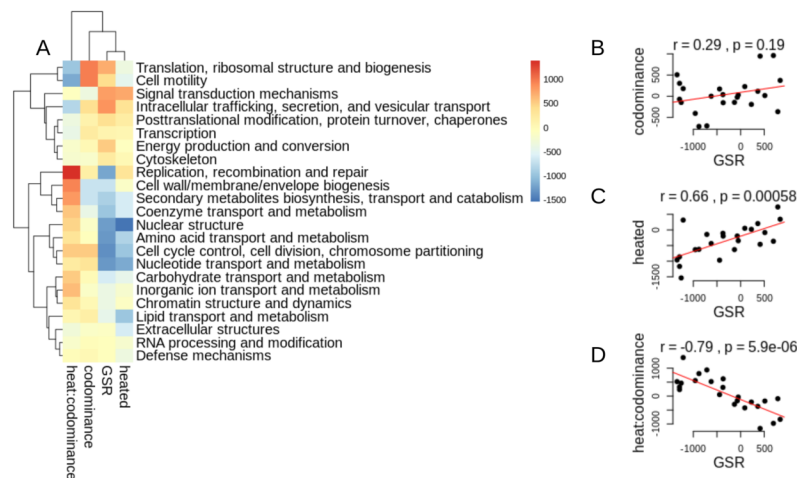 A
Translation, ribosomal structure and biogenesis
Cell motility
Signal transduction mechanisms
Intracellular trafficking, secretion, and vesicular transport
Posttranslational modification, protein turnover, chaperones
Transcription
Energy production and conversion
Cytoskeleton
Replication, recombination and repair
Cell wall/membrane/envelope biogenesis
Secondary metabolites biosynthesis, transport and catabolism
Coenzyme transport and metabolism
Nuclear structure
Amino acid transport and metabolism
Cell cycle control, cell division, chromosome partitioning
Nucleotide transport and metabolism
Carbohydrate transport and metabolism
Inorganic ion transport and metabolism
Chromatin structure and dynamics
Lipid transport and metabolism
Extracellular structures
RNA processing and modification
Defense mechanisms
heat:codominance
codominance
GSR
heated
1000
500
0
-500
-1000
-1500
B
r = 0.29 , p = 0.19
codominance
-500
500
-1000
0
500
GSR
C
r = 0.66 , p = 0.00058
heated
-1500
0
-1000
0
500
GSR
D
r = -0.79 , p = 5.9e-06
heat:codominance
-1000
0
1000
-1000
0
500
GSR